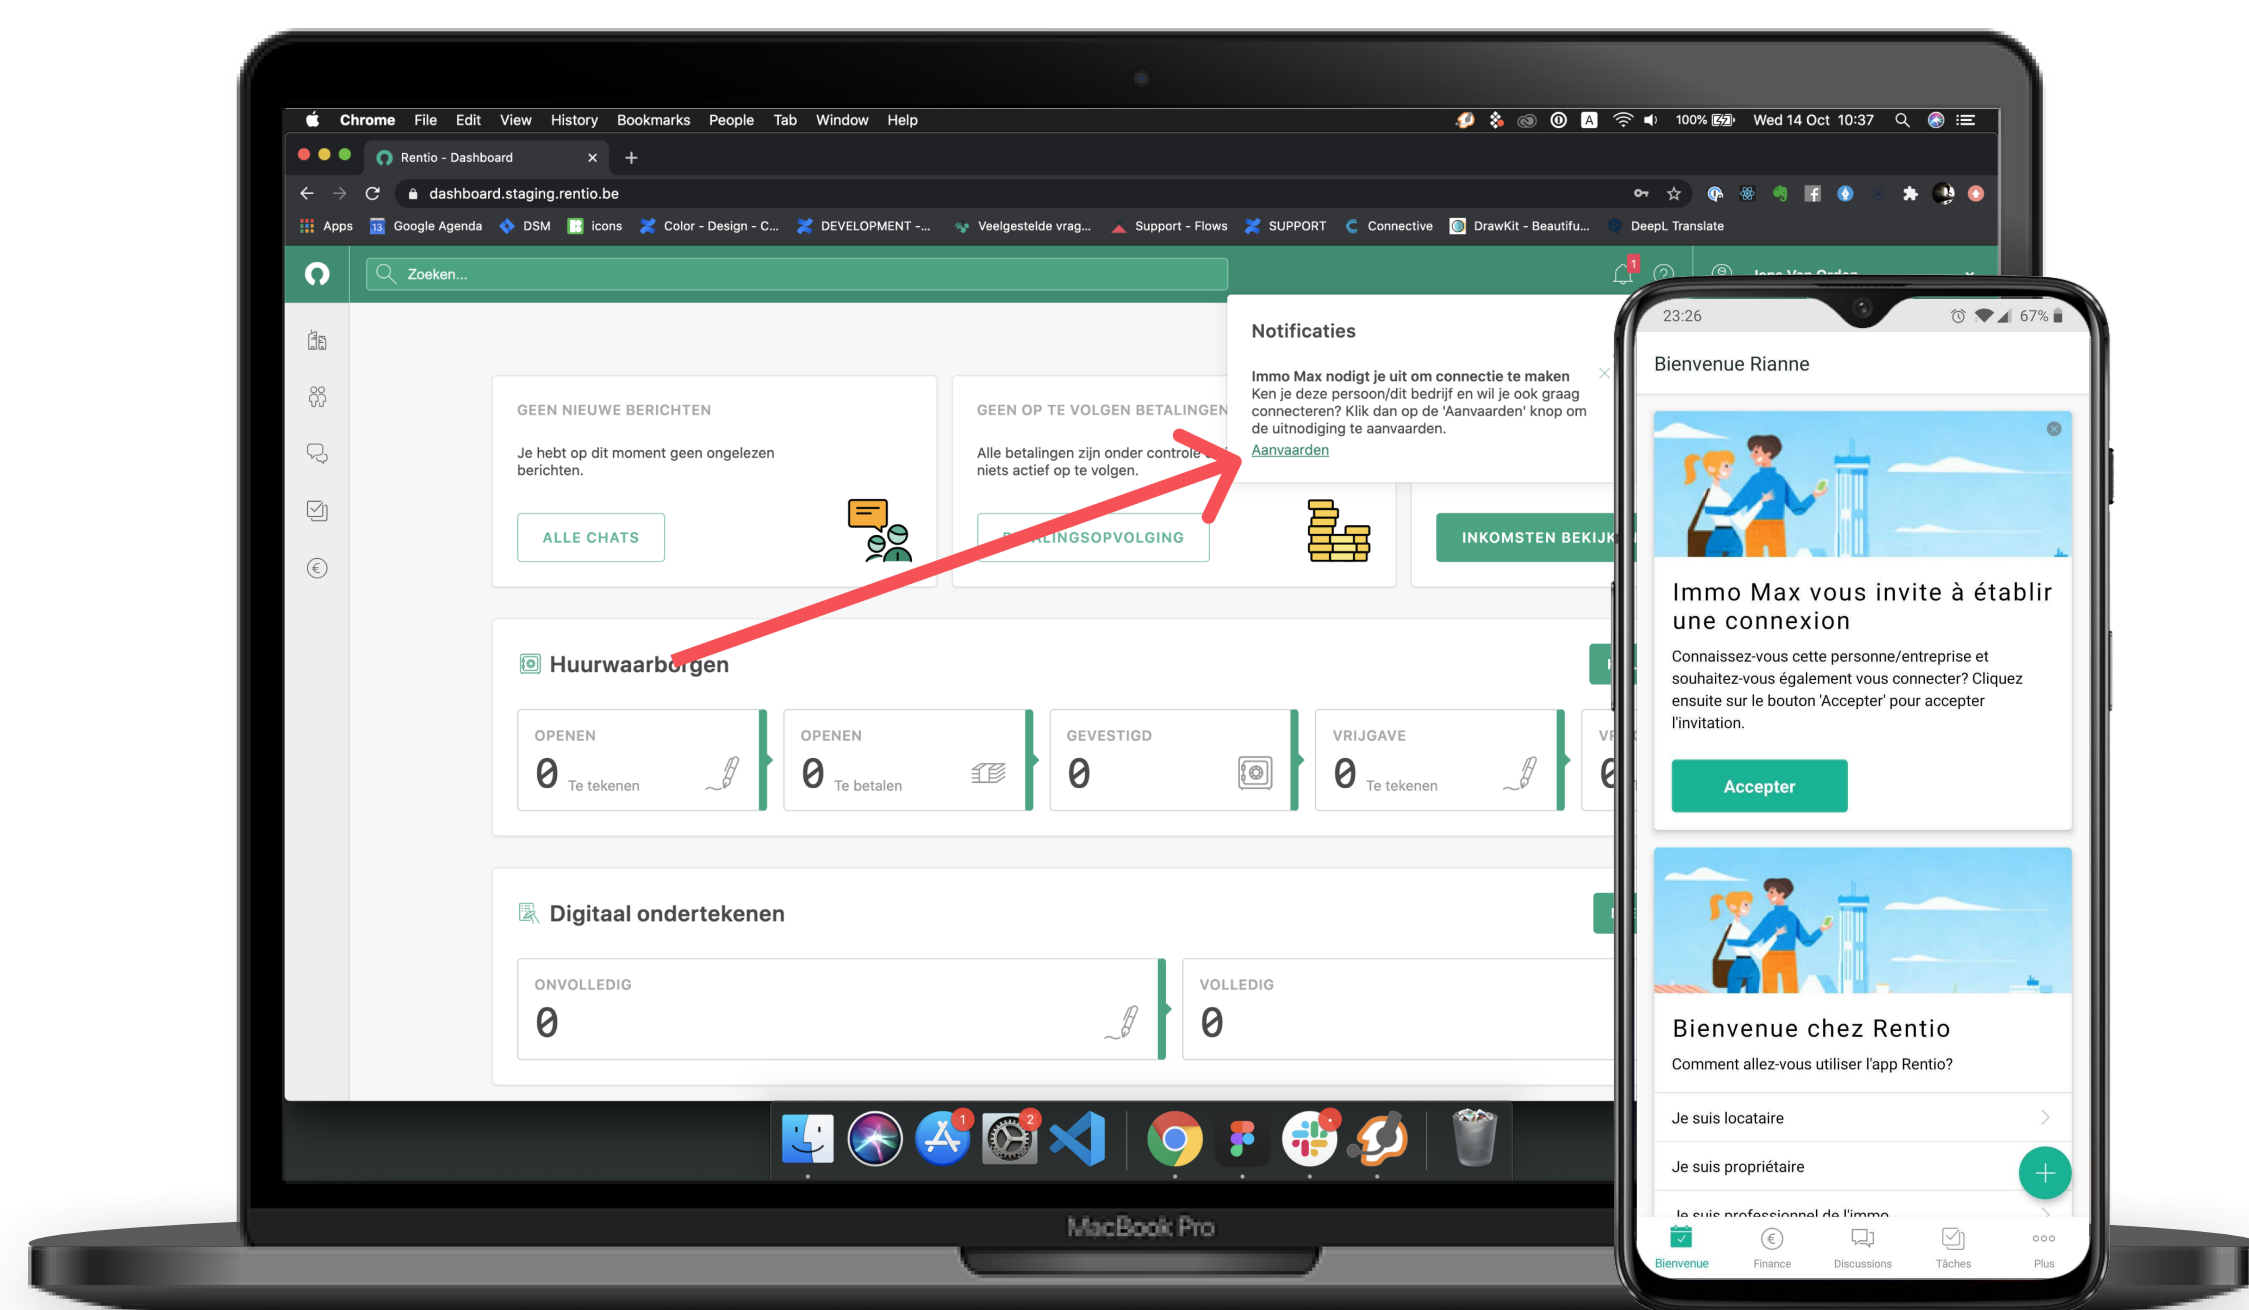 Chrome File Edit View History Bookmarks People Tab Window Help
100% Wed 14 Oct 10:37
Rentio - Dashboard
dashboard.staging.rentio.be
Apps 13 Google Agenda DSM icons Color - Design - C... DEVELOPMENT -... Veelgestelde vrag... Support - Flows SUPPORT Connective DrawKit - Beautifu... DeepL Translate
Zoeken...
1
Notificaties
Immo Max nodigt je uit om connectie te maken
Ken je deze persoon/dit bedrijf en wil je ook graag
connecteren? Klik dan op de 'Aanvaarden' knop om
de uitnodiging te aanvaarden.
Aanvaarden
GEEN NIEUWE BERICHTEN
Je hebt op dit moment geen ongelezen
berichten.
ALLE CHATS
GEEN OP TE VOLGEN BETALINGEN
Alle betalingen zijn onder controle
niets actief op te volgen.
INKOMSTEN
Huurwaarborgen
OPENEN
0 Te tekenen
OPENEN
0 Te betalen
GEVESTIGD
0
VRIJGAVE
0 Te tekenen
Digitaal ondertekenen
ONVOLLEDIG
0
VOLLEDIG
0
1
2
MacBook Pro
23:26 67%
Bienvenue Rianne
Immo Max vous invite à établir
une connexion
Connaissez-vous cette personne/entreprise et
souhaitez-vous également vous connecter? Cliquez
ensuite sur le bouton 'Accepter' pour accepter
l'invitation.
Accepter
Bienvenue chez Rentio
Comment allez-vous utiliser l'app Rentio?
Je suis locataire
Je suis propriétaire
Je suis professionnel de l'immo
Bienvenue Finance Discussions Tâches Plus